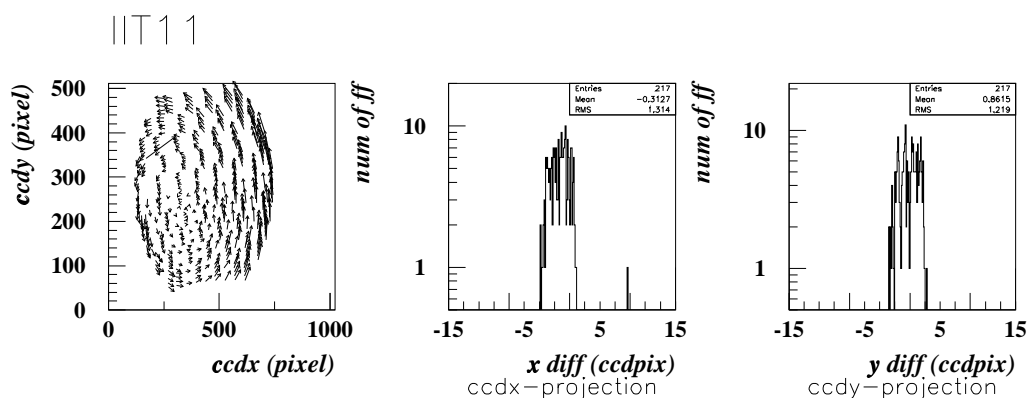 IIT11
ccdy (pixel)
500
400
300
200
100
0
0 500 1000
ccdx (pixel)
num of ff
Entries 217
Mean -0.3127
RMS 1.314
10
1
-15 -5 5 15
x diff (ccdpix)
ccdx-projection
num of ff
Entries 217
Mean 0.8615
RMS 1.219
10
1
-15 -5 5 15
y diff (ccdpix)
ccdy-projection